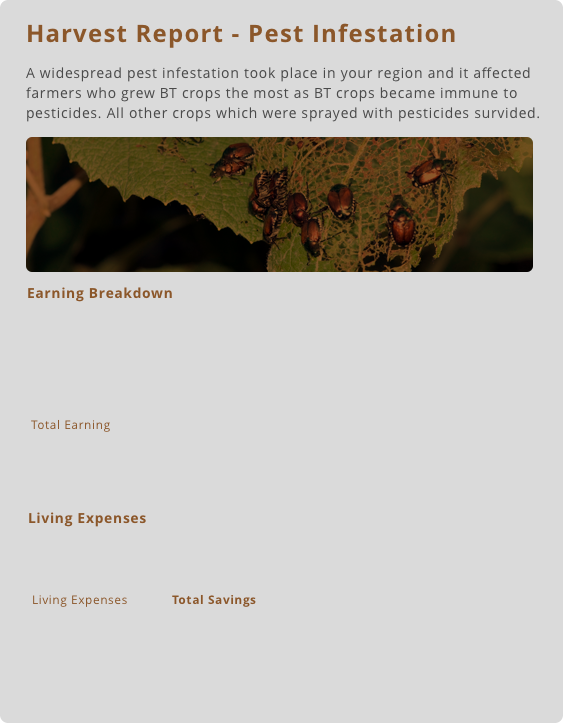 Harvest Report - Pest Infestation
A widespread pest infestation took place in your region and it affected
farmers who grew BT crops the most as BT crops became immune to
pesticides. All other crops which were sprayed with pesticides survided.
Earning Breakdown
Total Earning
Living Expenses
Living Expenses Total Savings